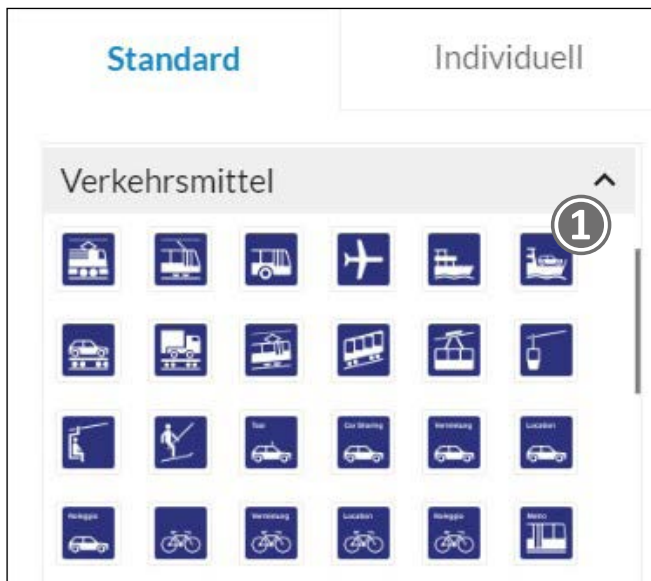 Standard Individuell
Verkehrsmittel
1
Taxi Car Sharing Vermietung Location
Noleggio Vermietung Location Noleggio Metro